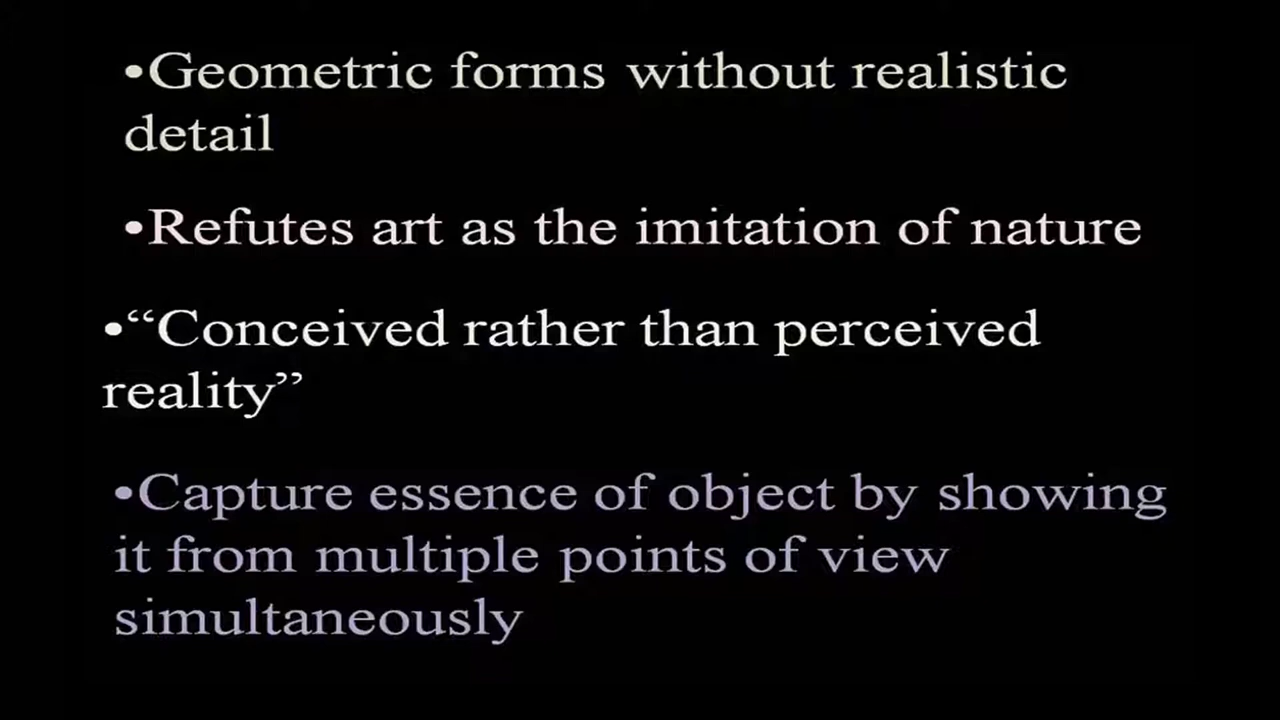 •Geometric forms without realistic
detail
•Refutes art as the imitation of nature
•“Conceived rather than perceived
reality”
•Capture essence of object by showing
it from multiple points of view
simultaneously